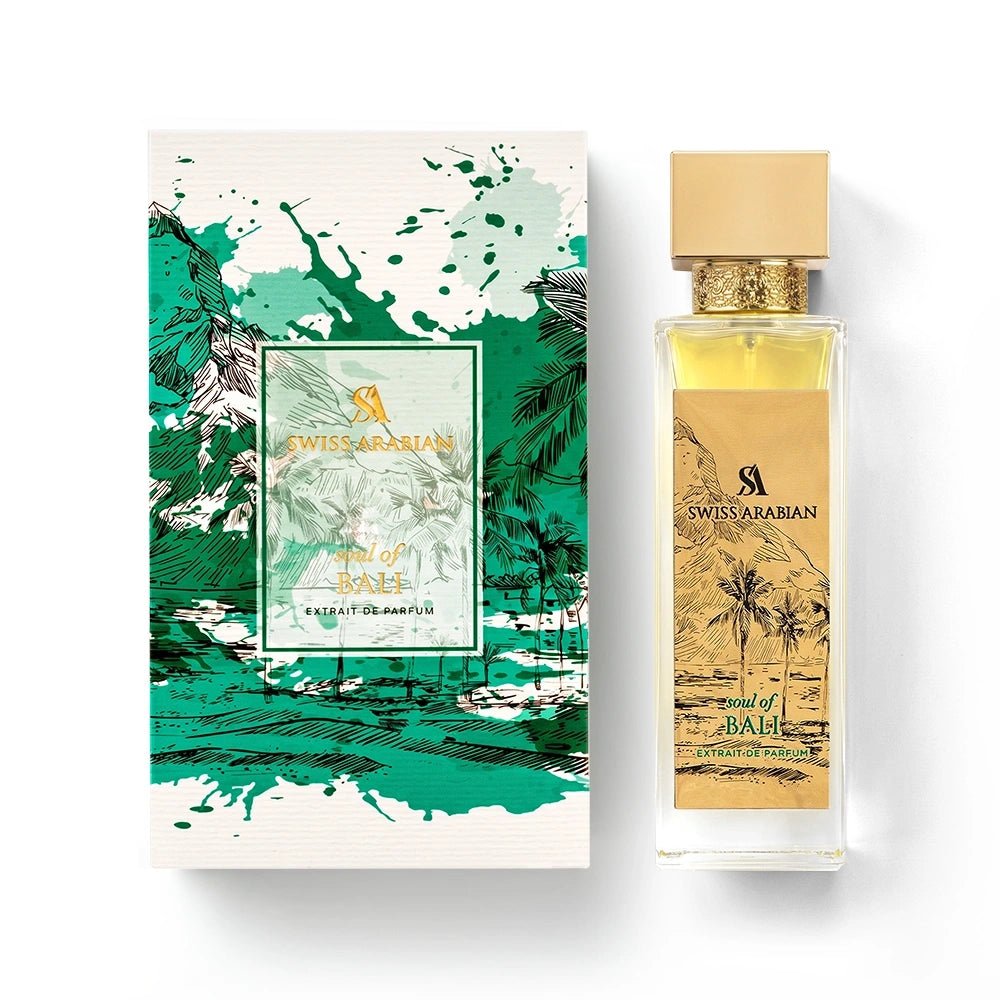 SA
SWISS ARABIAN
soul of
BALI
EXTRAIT DE PARFUM
SA
SWISS ARABIAN
soul of
BALI
EXTRAIT DE PARFUM